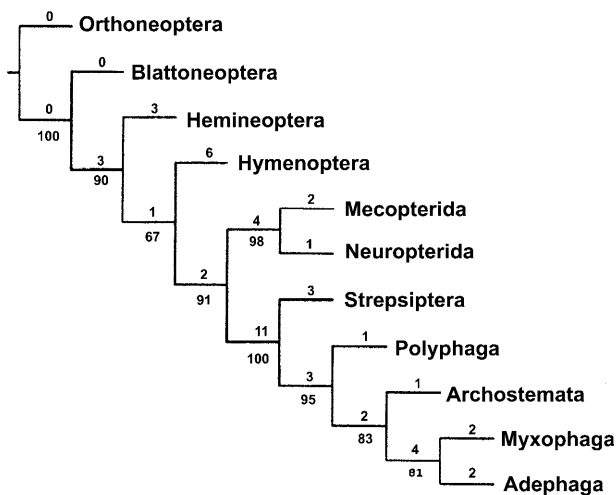 0
Orthoneoptera
0
Blattoneoptera
0
100
3
Hemineoptera
3
90
6
Hymenoptera
1
67
2
Mecopterida
4
98
1
Neuropterida
2
91
3
Strepsiptera
11
100
1
Polyphaga
3
95
1
Archostemata
2
83
2
Myxophaga
4
81
2
Adephaga